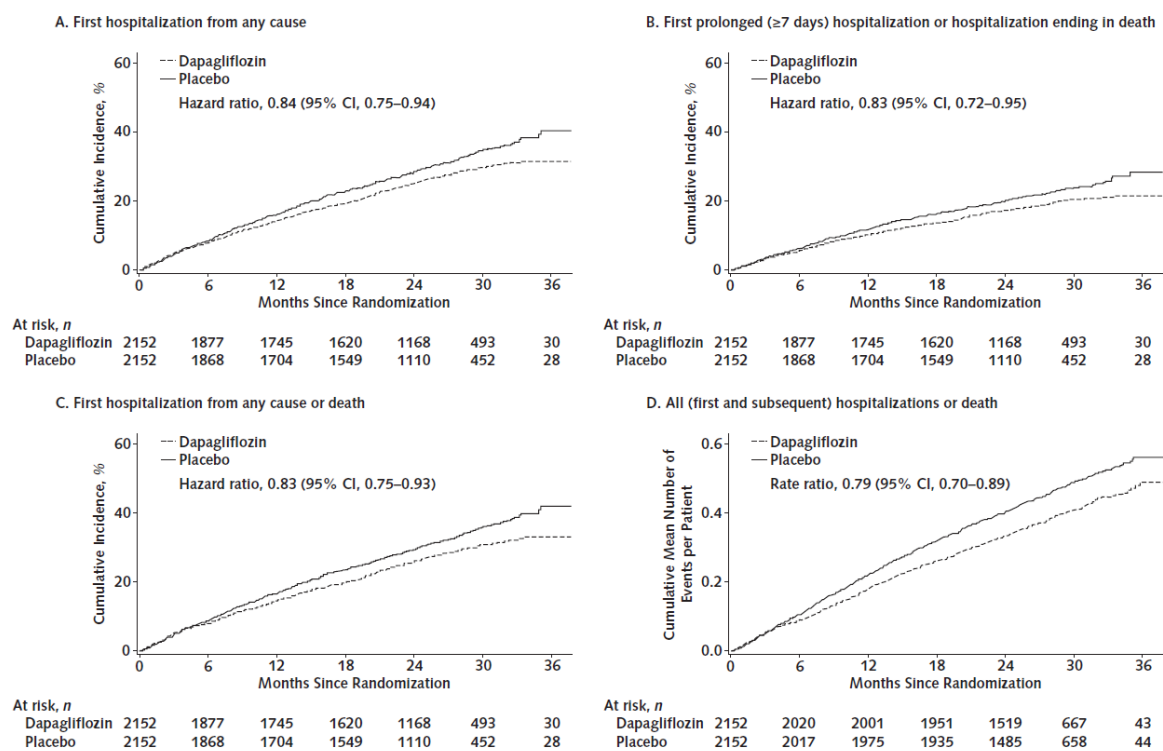 A. First hospitalization from any cause
60
40
20
0
Cumulative Incidence, %
Dapagliflozin
Placebo
Hazard ratio, 0.84 (95% CI, 0.75–0.94)
0 6 12 18 24 30 36
Months Since Randomization
At risk, n
Dapagliflozin 2152 1877 1745 1620 1168 493 30
Placebo 2152 1868 1704 1549 1110 452 28
B. First prolonged (≥7 days) hospitalization or hospitalization ending in death
60
40
20
0
Cumulative Incidence, %
Dapagliflozin
Placebo
Hazard ratio, 0.83 (95% CI, 0.72–0.95)
0 6 12 18 24 30 36
Months Since Randomization
At risk, n
Dapagliflozin 2152 1877 1745 1620 1168 493 30
Placebo 2152 1868 1704 1549 1110 452 28
C. First hospitalization from any cause or death
60
40
20
0
Cumulative Incidence, %
Dapagliflozin
Placebo
Hazard ratio, 0.83 (95% CI, 0.75–0.93)
0 6 12 18 24 30 36
Months Since Randomization
At risk, n
Dapagliflozin 2152 1877 1745 1620 1168 493 30
Placebo 2152 1868 1704 1549 1110 452 28
D. All (first and subsequent) hospitalizations or death
0.6
0.4
0.2
0.0
Cumulative Mean Number of
Events per Patient
Dapagliflozin
Placebo
Rate ratio, 0.79 (95% CI, 0.70–0.89)
0 6 12 18 24 30 36
Months Since Randomization
At risk, n
Dapagliflozin 2152 2020 2001 1951 1519 667 43
Placebo 2152 2017 1975 1935 1485 658 44